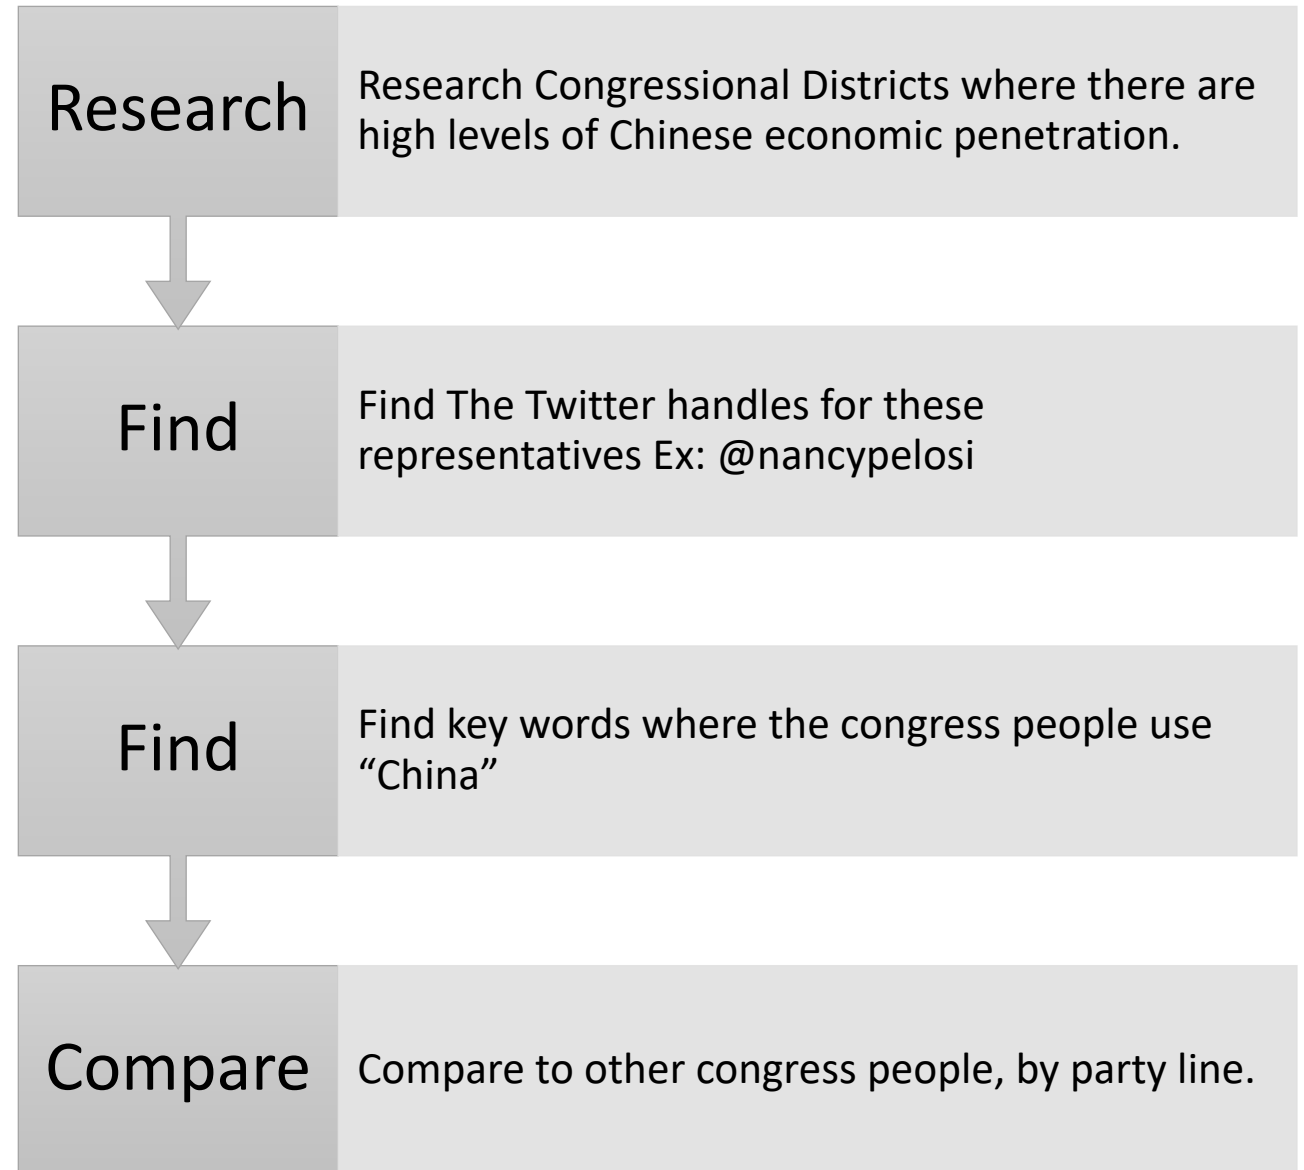 Research
Research Congressional Districts where there are
high levels of Chinese economic penetration.
Find
Find The Twitter handles for these
representatives Ex: @nancypelosi
Find
Find key words where the congress people use
“China”
Compare
Compare to other congress people, by party line.